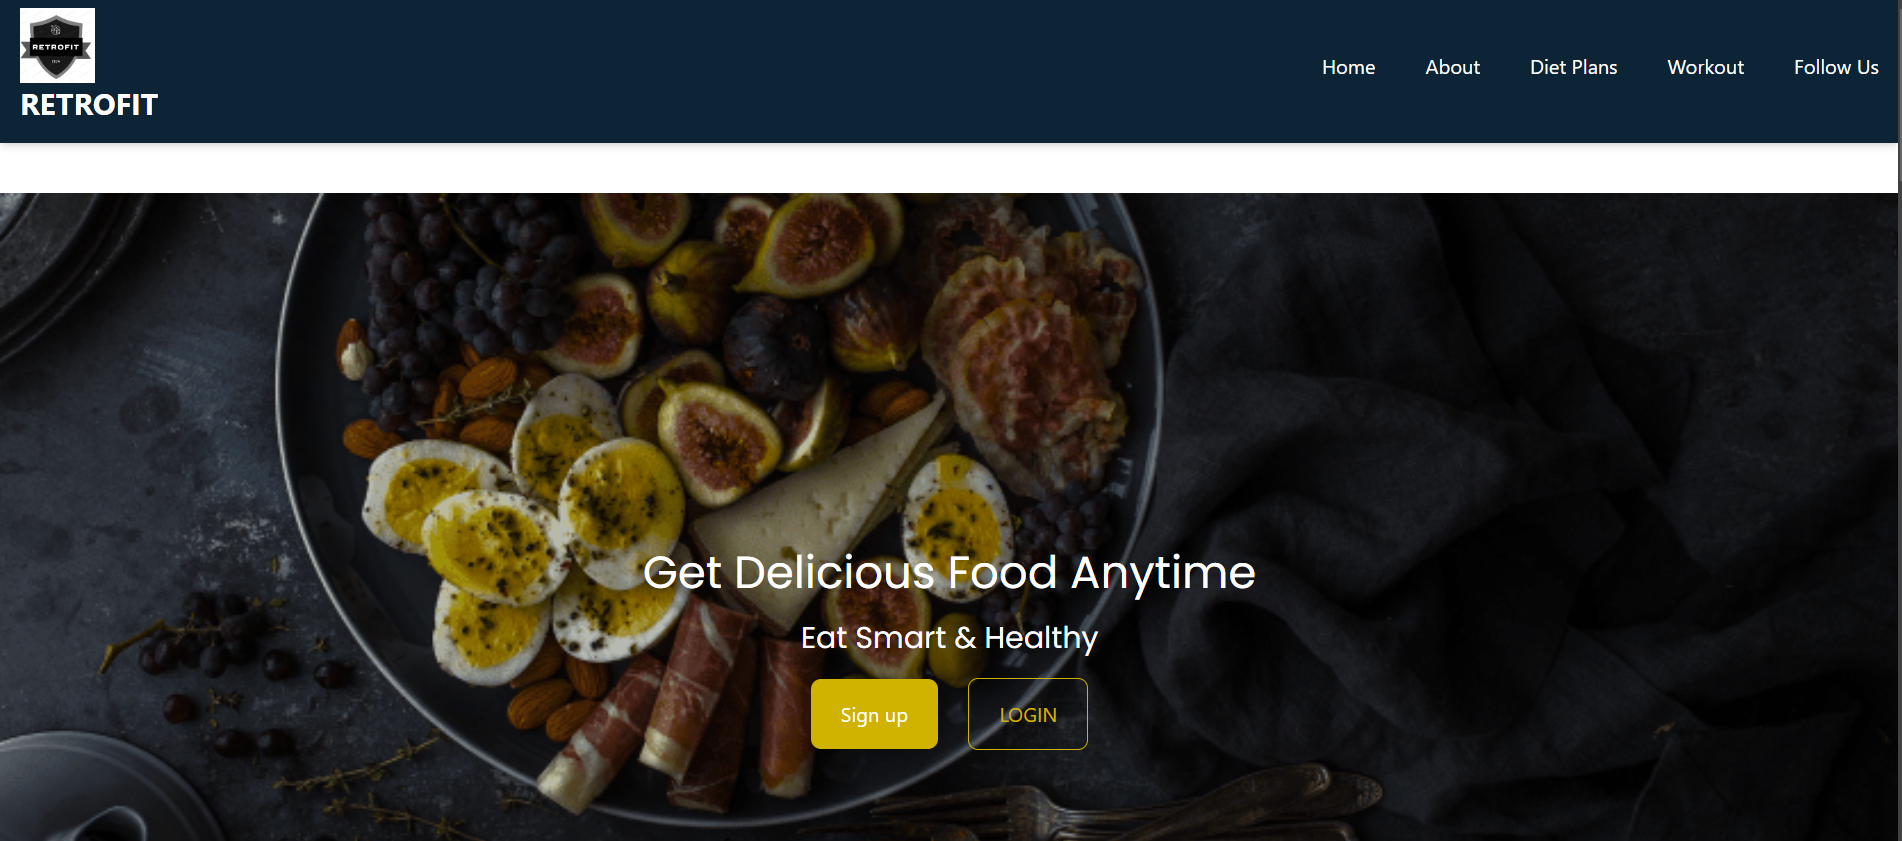 RETROFIT
RETROFIT
Home
About
Diet Plans
Workout
Follow Us
Get Delicious Food Anytime
Eat Smart & Healthy
Sign up
LOGIN